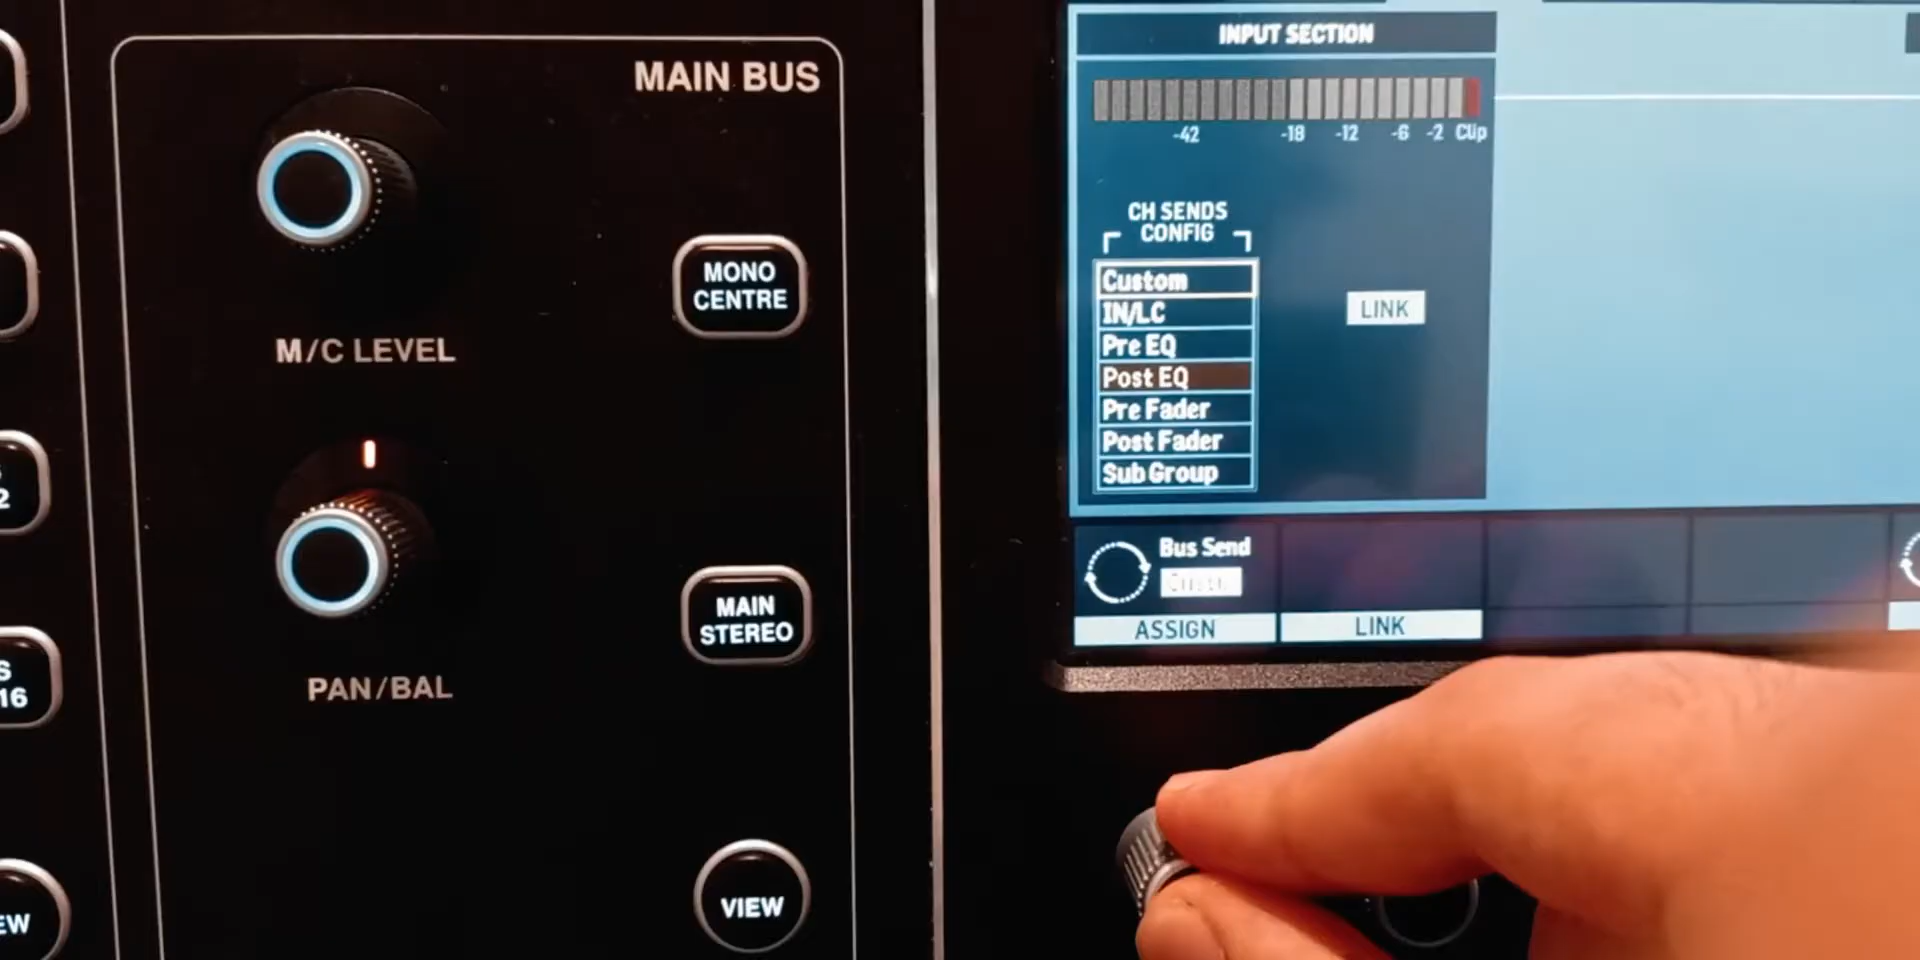 MAIN BUS
MONO
CENTRE
M/C LEVEL
MAIN
STEREO
PAN/BAL
VIEW
2
S
16
EW
INPUT SECTION
-42 -18 -12 -6 -2 Clip
CH SENDS
CONFIG
Custom
IN/LC
LINK
Pre EQ
Post EQ
Pre Fader
Post Fader
Sub Group
Bus Send
ASSIGN
LINK